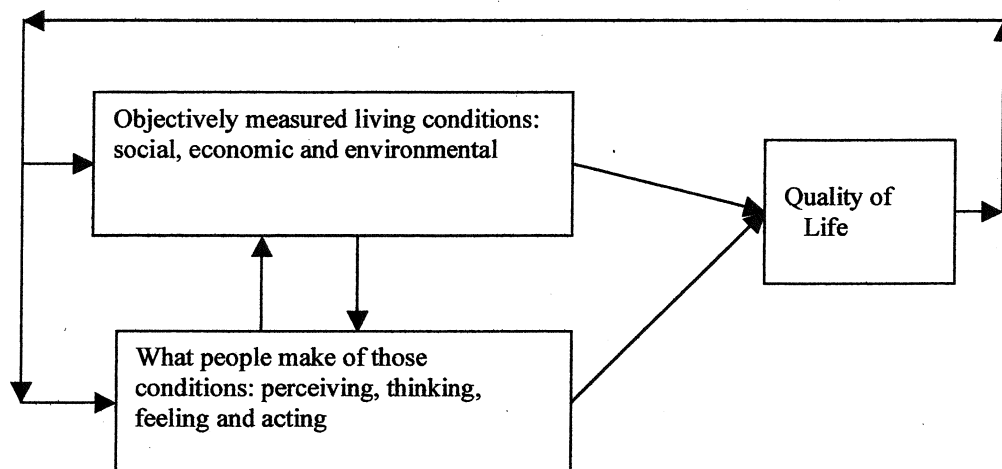 Objectively measured living conditions:
social, economic and environmental
Quality of
Life
What people make of those
conditions: perceiving, thinking,
feeling and acting